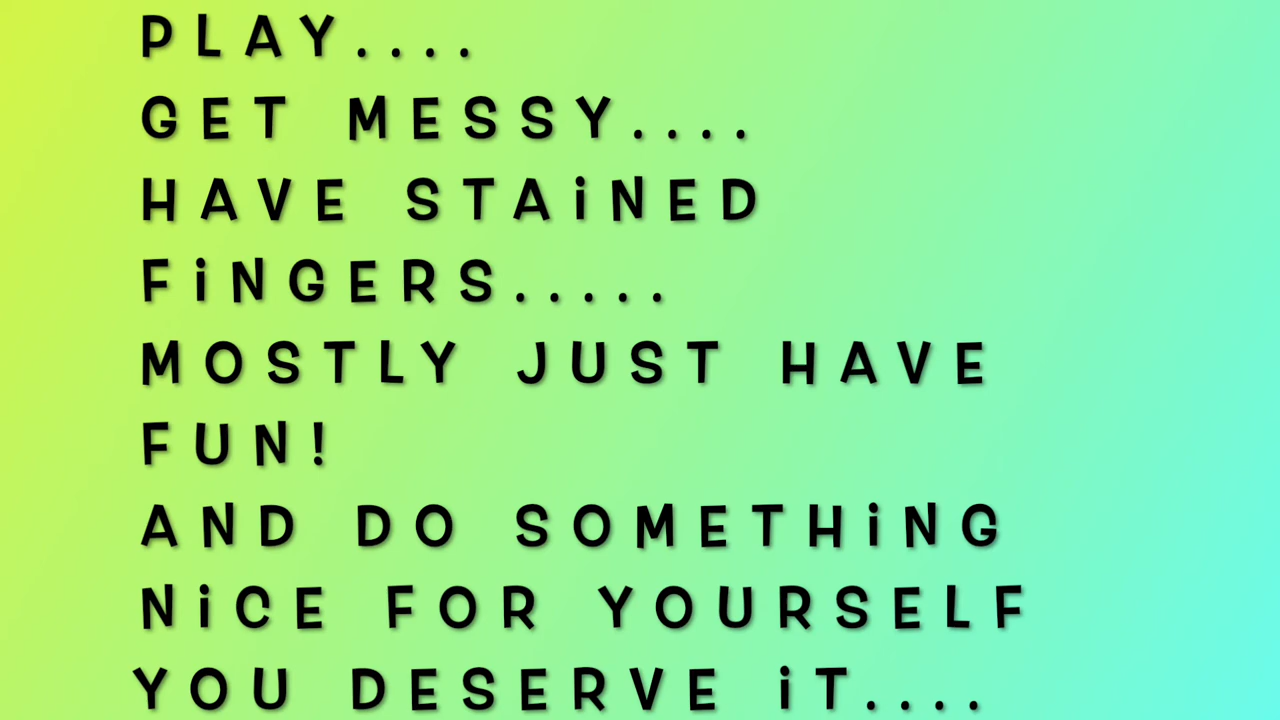 PLAY....
GET MESSY....
HAVE STAiNED
FiNGERS.....
MOSTLY JUST HAVE
FUN!
AND DO SOMETHiNG
NiCE FOR YOURSELF
YOU DESERVE iT....